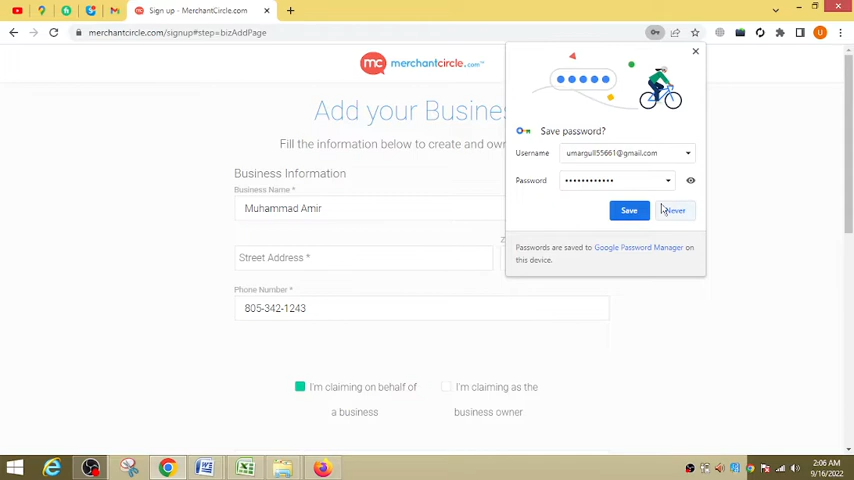 Sign up - MerchantCircle.com
merchantcircle.com/signup#step=bizAddPage
U
mc merchantcircle.com
Add your Busines
Fill the information below to create and ow
Business Information
Business Name *
Muhammad Amir
Street Address *
Phone Number *
805-342-1243
I'm claiming on behalf of
a business
I'm claiming as the
business owner
Save password?
Username
umargull55661@gmail.com
Password
••••••••••••
Save
Never
Passwords are saved to Google Password Manager on
this device.
2:06 AM
9/16/2022